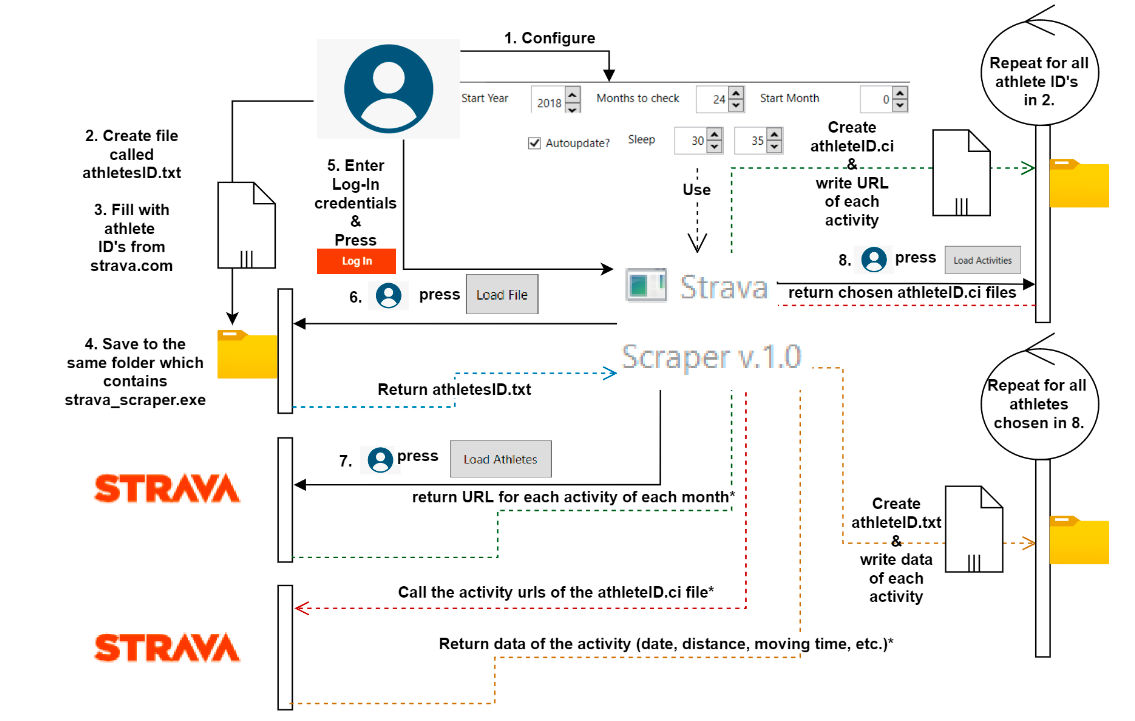 1. Configure
Start Year
2018
Months to check
24
Start Month
0
Autoupdate?
Sleep
30
35
Repeat for all
athlete ID's
in 2.
2. Create file
called
athletesID.txt
3. Fill with
athlete
ID's from
strava.com
4. Save to the
same folder which
contains
strava_scraper.exe
5. Enter
Log-In
credentials
&
Press
Log In
Use
Create
athleteID.ci
&
write URL
of each
activity
8.
press
Load Activities
return chosen athleteID.ci files
6.
press
Load File
Strava
Scraper v.1.0
Return athletesID.txt
Repeat for all
athletes
chosen in 8.
7.
press
Load Athletes
STRAVA
return URL for each activity of each month*
Create
athleteID.txt
&
write data
of each
activity
Call the activity urls of the athleteID.ci file*
STRAVA
Return data of the activity (date, distance, moving time, etc.)*